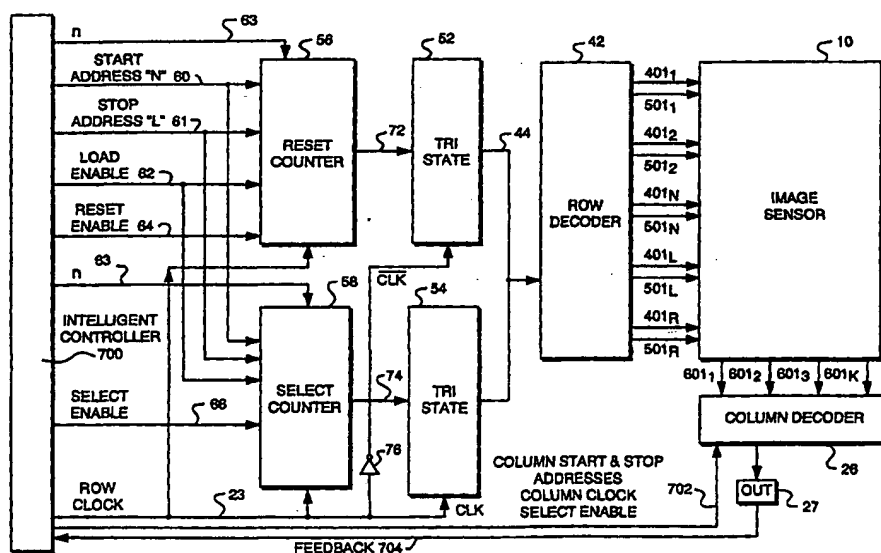 n
63
56
52
42
10
START
ADDRESS "N" 60
STOP
ADDRESS "L" 61
LOAD
ENABLE 62
RESET
ENABLE 64
n
63
INTELLIGENT
CONTROLLER
700
SELECT
ENABLE
66
ROW
CLOCK
23
RESET
COUNTER
72
TRI
STATE
44
CLK
58
SELECT
COUNTER
74
54
TRI
STATE
76
CLK
ROW
DECODER
401₁
501₁
401₂
501₂
401N
501N
401L
501L
401R
501R
IMAGE
SENSOR
601₁ 601₂ 601₃ 601K
COLUMN DECODER
26
OUT
27
COLUMN START & STOP
ADDRESSES
COLUMN CLOCK
SELECT ENABLE
702
FEEDBACK 704